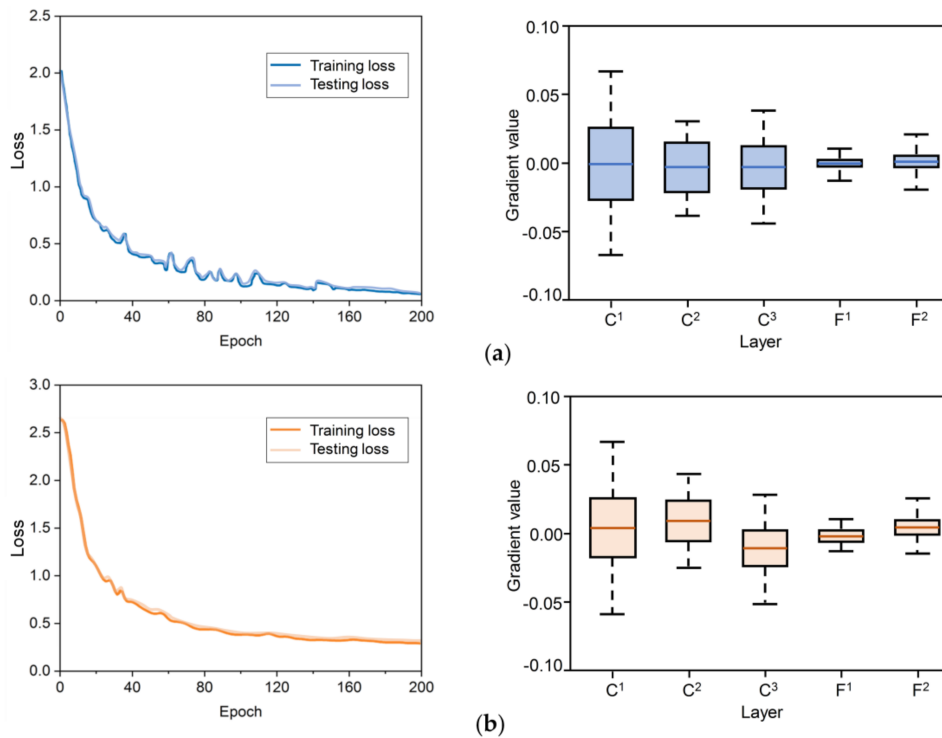 2.5
2.0
1.5
1.0
0.5
0.0
Loss
0 40 80 120 160 200
Epoch
Training loss
Testing loss
0.10
0.05
0.00
-0.05
-0.10
Gradient value
C¹ C² C³ F¹ F²
Layer
(a)
3.0
2.5
2.0
1.5
1.0
0.5
0.0
Loss
0 40 80 120 160 200
Epoch
Training loss
Testing loss
0.10
0.05
0.00
-0.05
-0.10
Gradient value
C¹ C² C³ F¹ F²
Layer
(b)